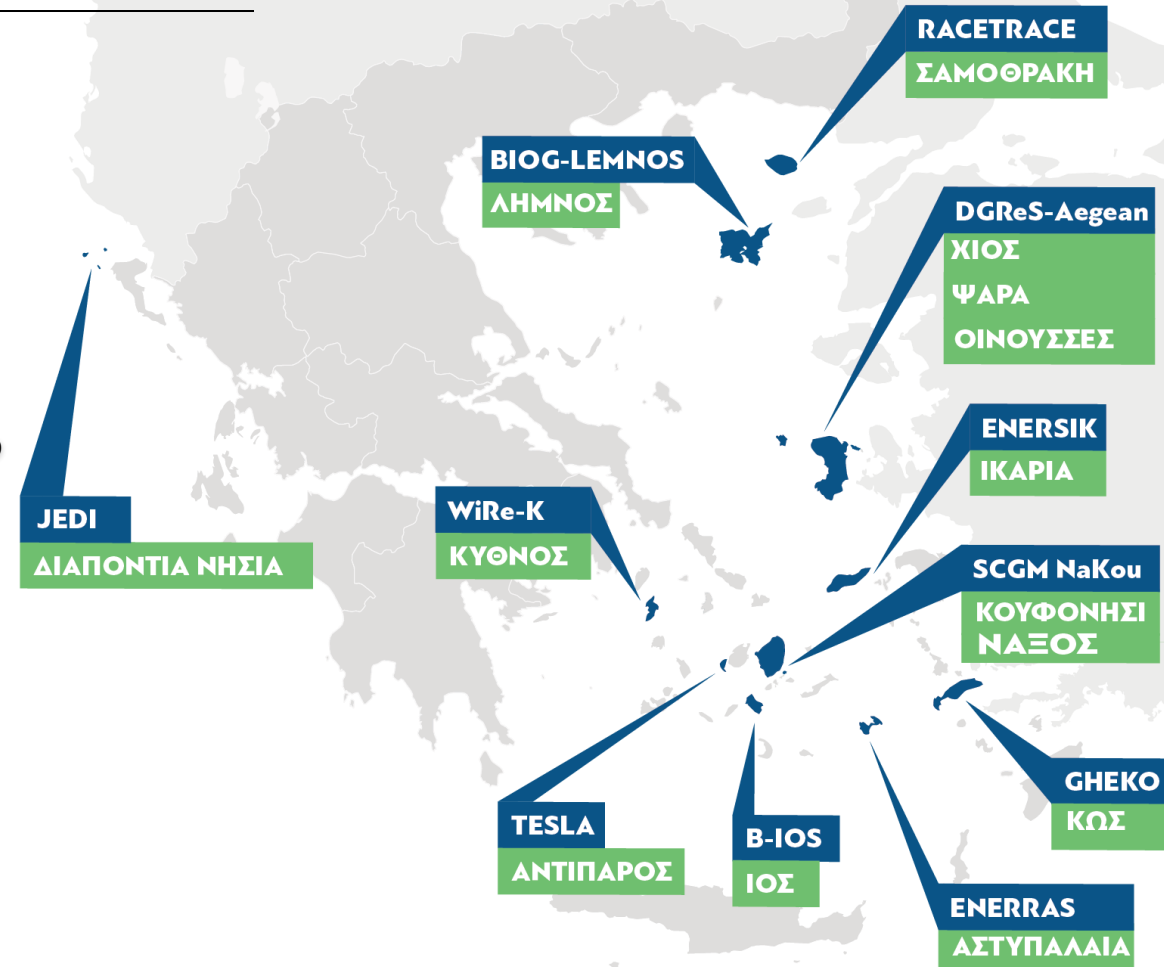 RACETRACE
ΣΑΜΟΘΡΑΚΗ
BIOG-LEMNOS
ΛΗΜΝΟΣ
DGReS-Aegean
ΧΙΟΣ
ΨΑΡΑ
ΟΙΝΟΥΣΣΕΣ
ENERSIK
ΙΚΑΡΙΑ
JEDI
ΔΙΑΠΟΝΤΙΑ ΝΗΣΙΑ
WiRe-K
ΚΥΘΝΟΣ
SCGM NaKou
ΚΟΥΦΟΝΗΣΙ
ΝΑΞΟΣ
GHEKO
ΚΩΣ
TESLA
ΑΝΤΙΠΑΡΟΣ
B-IOS
ΙΟΣ
ENERRAS
ΑΣΤΥΠΑΛΑΙΑ